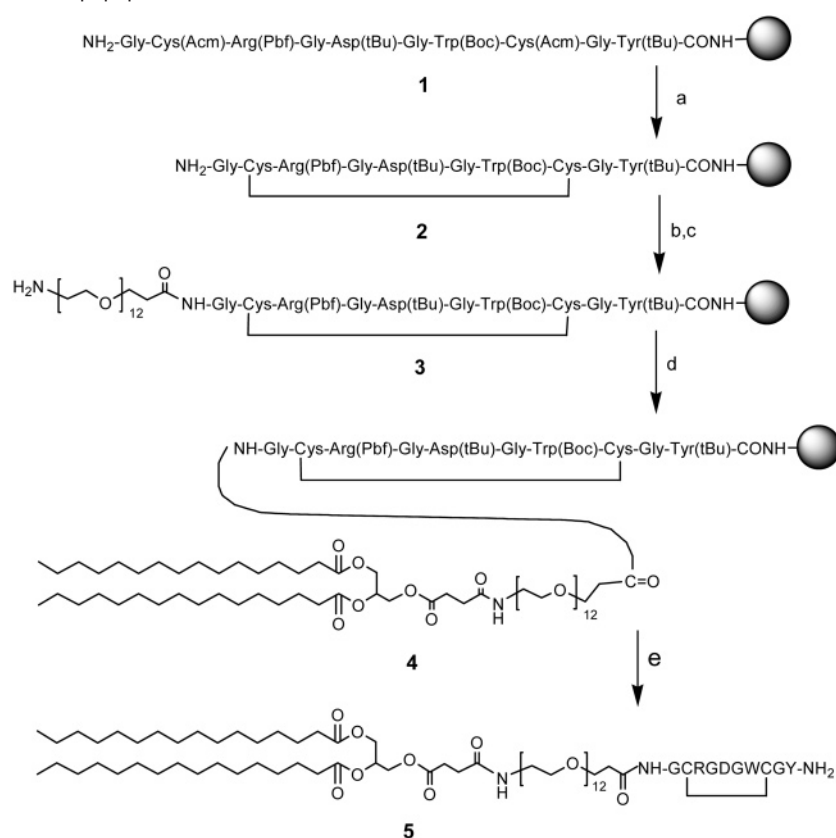 NH2-Gly-Cys(Acm)-Arg(Pbf)-Gly-Asp(tBu)-Gly-Trp(Boc)-Cys(Acm)-Gly-Tyr(tBu)-CONH
1
a
NH2-Gly-Cys-Arg(Pbf)-Gly-Asp(tBu)-Gly-Trp(Boc)-Cys-Gly-Tyr(tBu)-CONH
2
b,c
H2N [ O ] 12 O NH-Gly-Cys-Arg(Pbf)-Gly-Asp(tBu)-Gly-Trp(Boc)-Cys-Gly-Tyr(tBu)-CONH
3
d
NH-Gly-Cys-Arg(Pbf)-Gly-Asp(tBu)-Gly-Trp(Boc)-Cys-Gly-Tyr(tBu)-CONH
O O O O O O O N H [ O ] 12 C=O
4
e
O O O O O O O N H [ O ] 12 O NH-GCRGDGWCGY-NH2
5